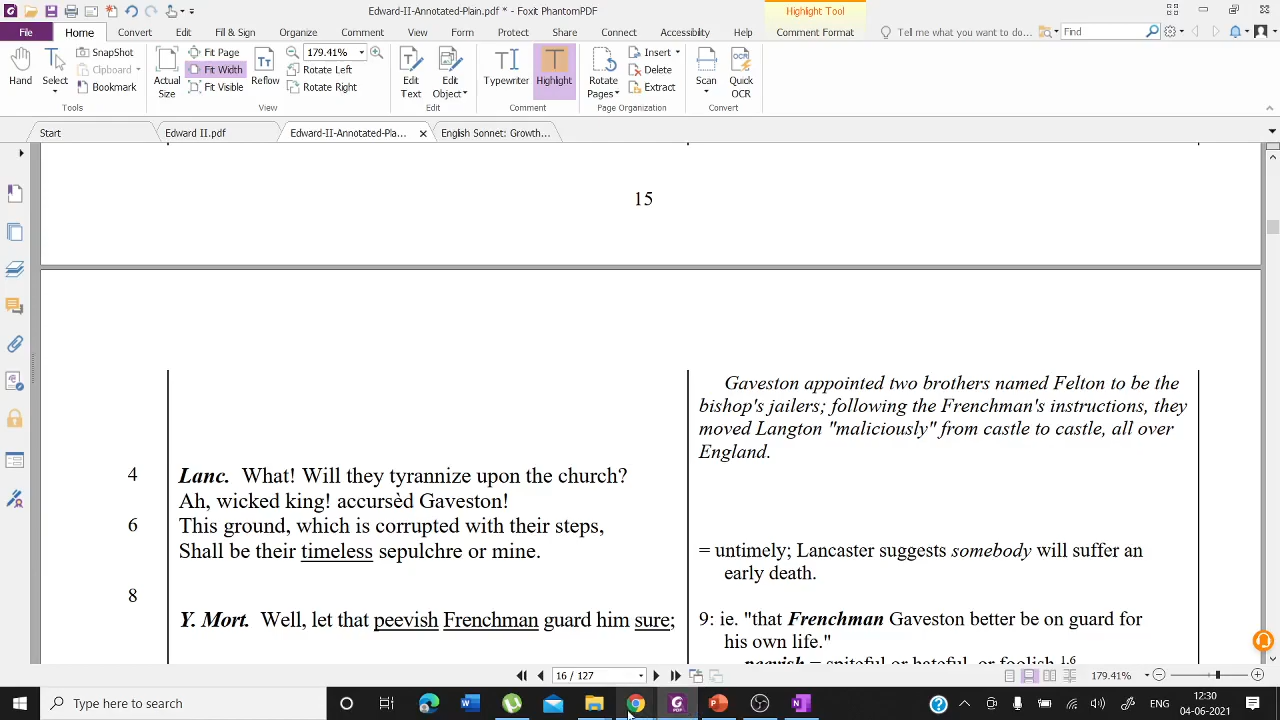 Edward-II-Annotated-Plain.pdf * - Foxit PhantomPDF
Highlight Tool
File Home Convert Edit Fill & Sign Organize Comment View Form Protect Share Connect Accessibility Help Comment Format Tell me what you want to do... Find
Hand Select SnapShot Clipboard Bookmark
Actual Size Fit Page Fit Width Fit Visible Reflow 179.41% Rotate Left Rotate Right
Edit Text Edit Object Typewriter Highlight Rotate Pages Insert Delete Extract Scan Quick OCR
Tools View Edit Comment Page Organization Convert
Start Edward II.pdf Edward-II-Annotated-Pla... English Sonnet: Growth...
15
Gaveston appointed two brothers named Felton to be the
bishop's jailers; following the Frenchman's instructions, they
moved Langton "maliciously" from castle to castle, all over
England.
4 Lanc. What! Will they tyrannize upon the church?
Ah, wicked king! accursèd Gaveston!
6 This ground, which is corrupted with their steps,
Shall be their timeless sepulchre or mine.
= untimely; Lancaster suggests somebody will suffer an
early death.
8
Y. Mort. Well, let that peevish Frenchman guard him sure;
9: ie. "that Frenchman Gaveston better be on guard for
his own life."
peevish = spiteful or hateful, or foolish.1,6
16 / 127 179.41%
Type here to search
ENG
12:30
04-06-2021